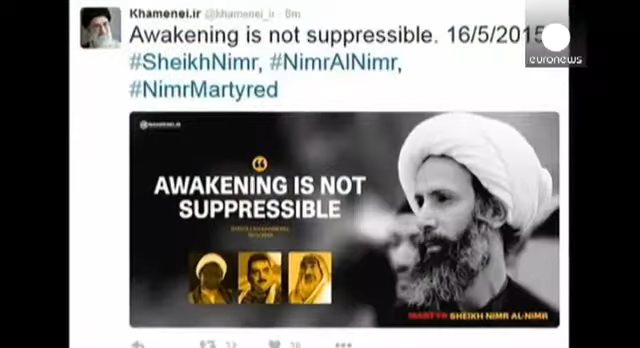 Khamenei.ir @khamenei_ir · 6m
Awakening is not suppressible. 16/5/2015
#SheikhNimr, #NimrAlNimr,
#NimrMartyred
euronews
AWAKENING IS NOT
SUPPRESSIBLE
MARTYR SHEIKH NIMR AL-NIMR